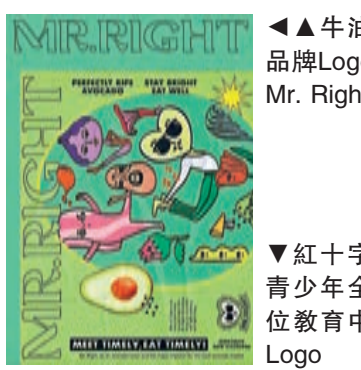 MR.RIGHT
MR.RIGHT
PERFECTLY RIPE
AVOCADO
STAY BRIGHT
EAT WELL
MEET TIMELY EAT TIMELY!
◀▲牛油
品牌Log
Mr. Righ
▼紅十字
青少年全
位教育中
Logo